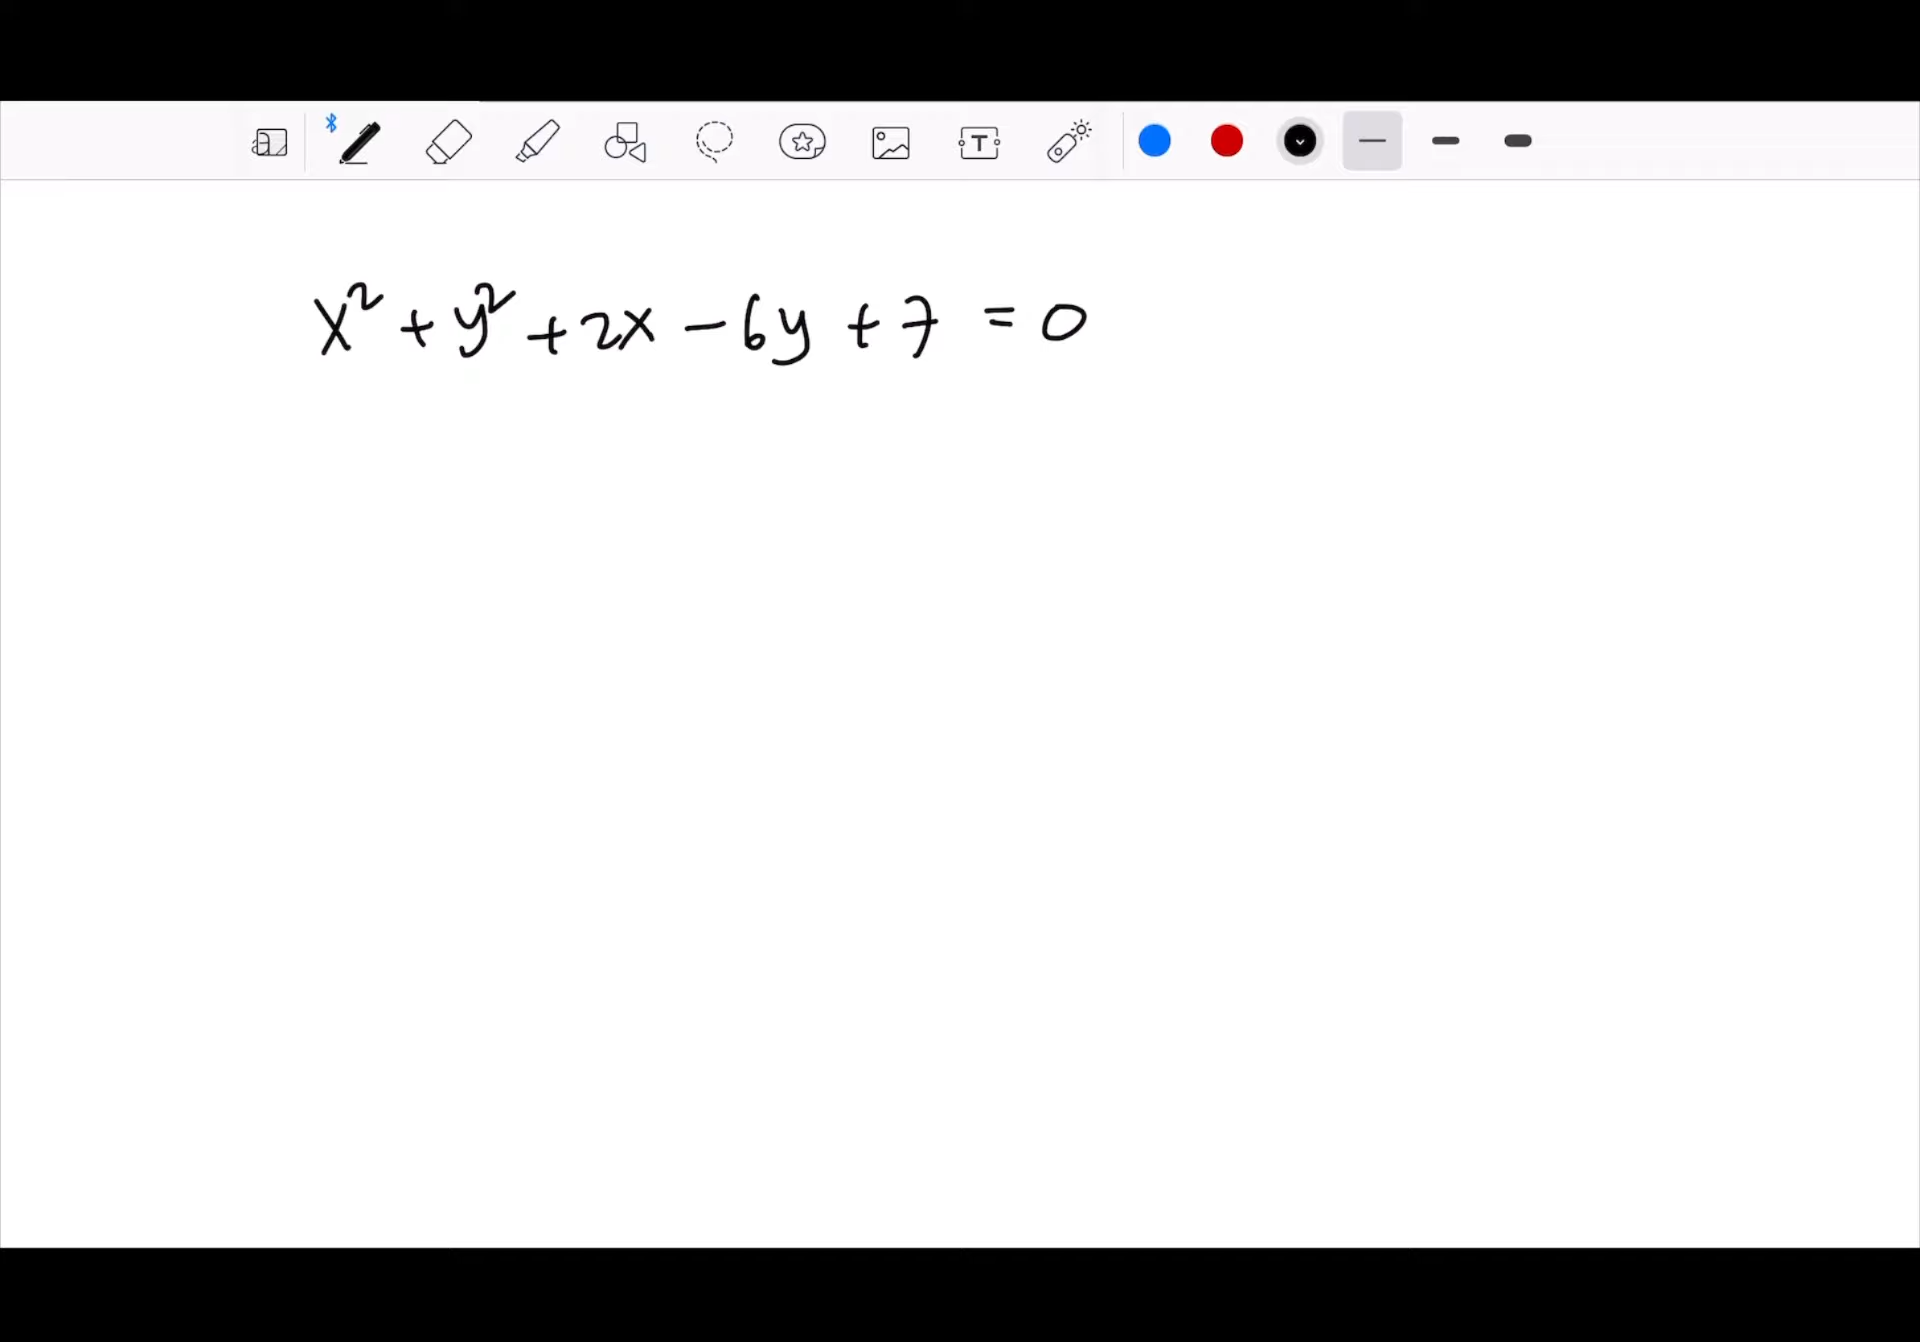 x² + y² + 2x - 6y + 7 = 0